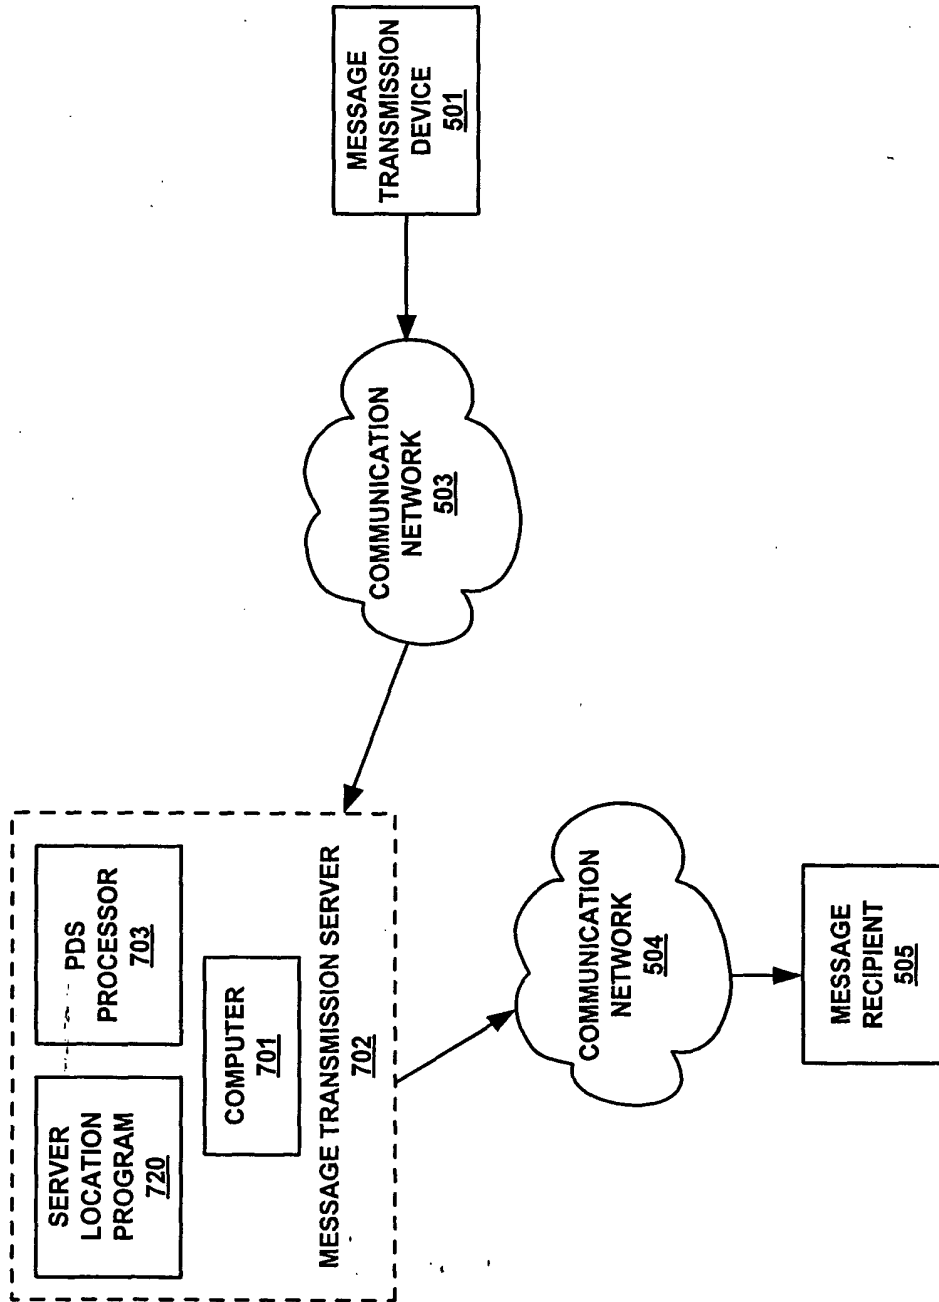 SERVER
LOCATION
PROGRAM
720
PDS
PROCESSOR
703
COMPUTER
701
MESSAGE TRANSMISSION SERVER
702
COMMUNICATION
NETWORK
503
MESSAGE
TRANSMISSION
DEVICE
501
COMMUNICATION
NETWORK
504
MESSAGE
RECIPIENT
505